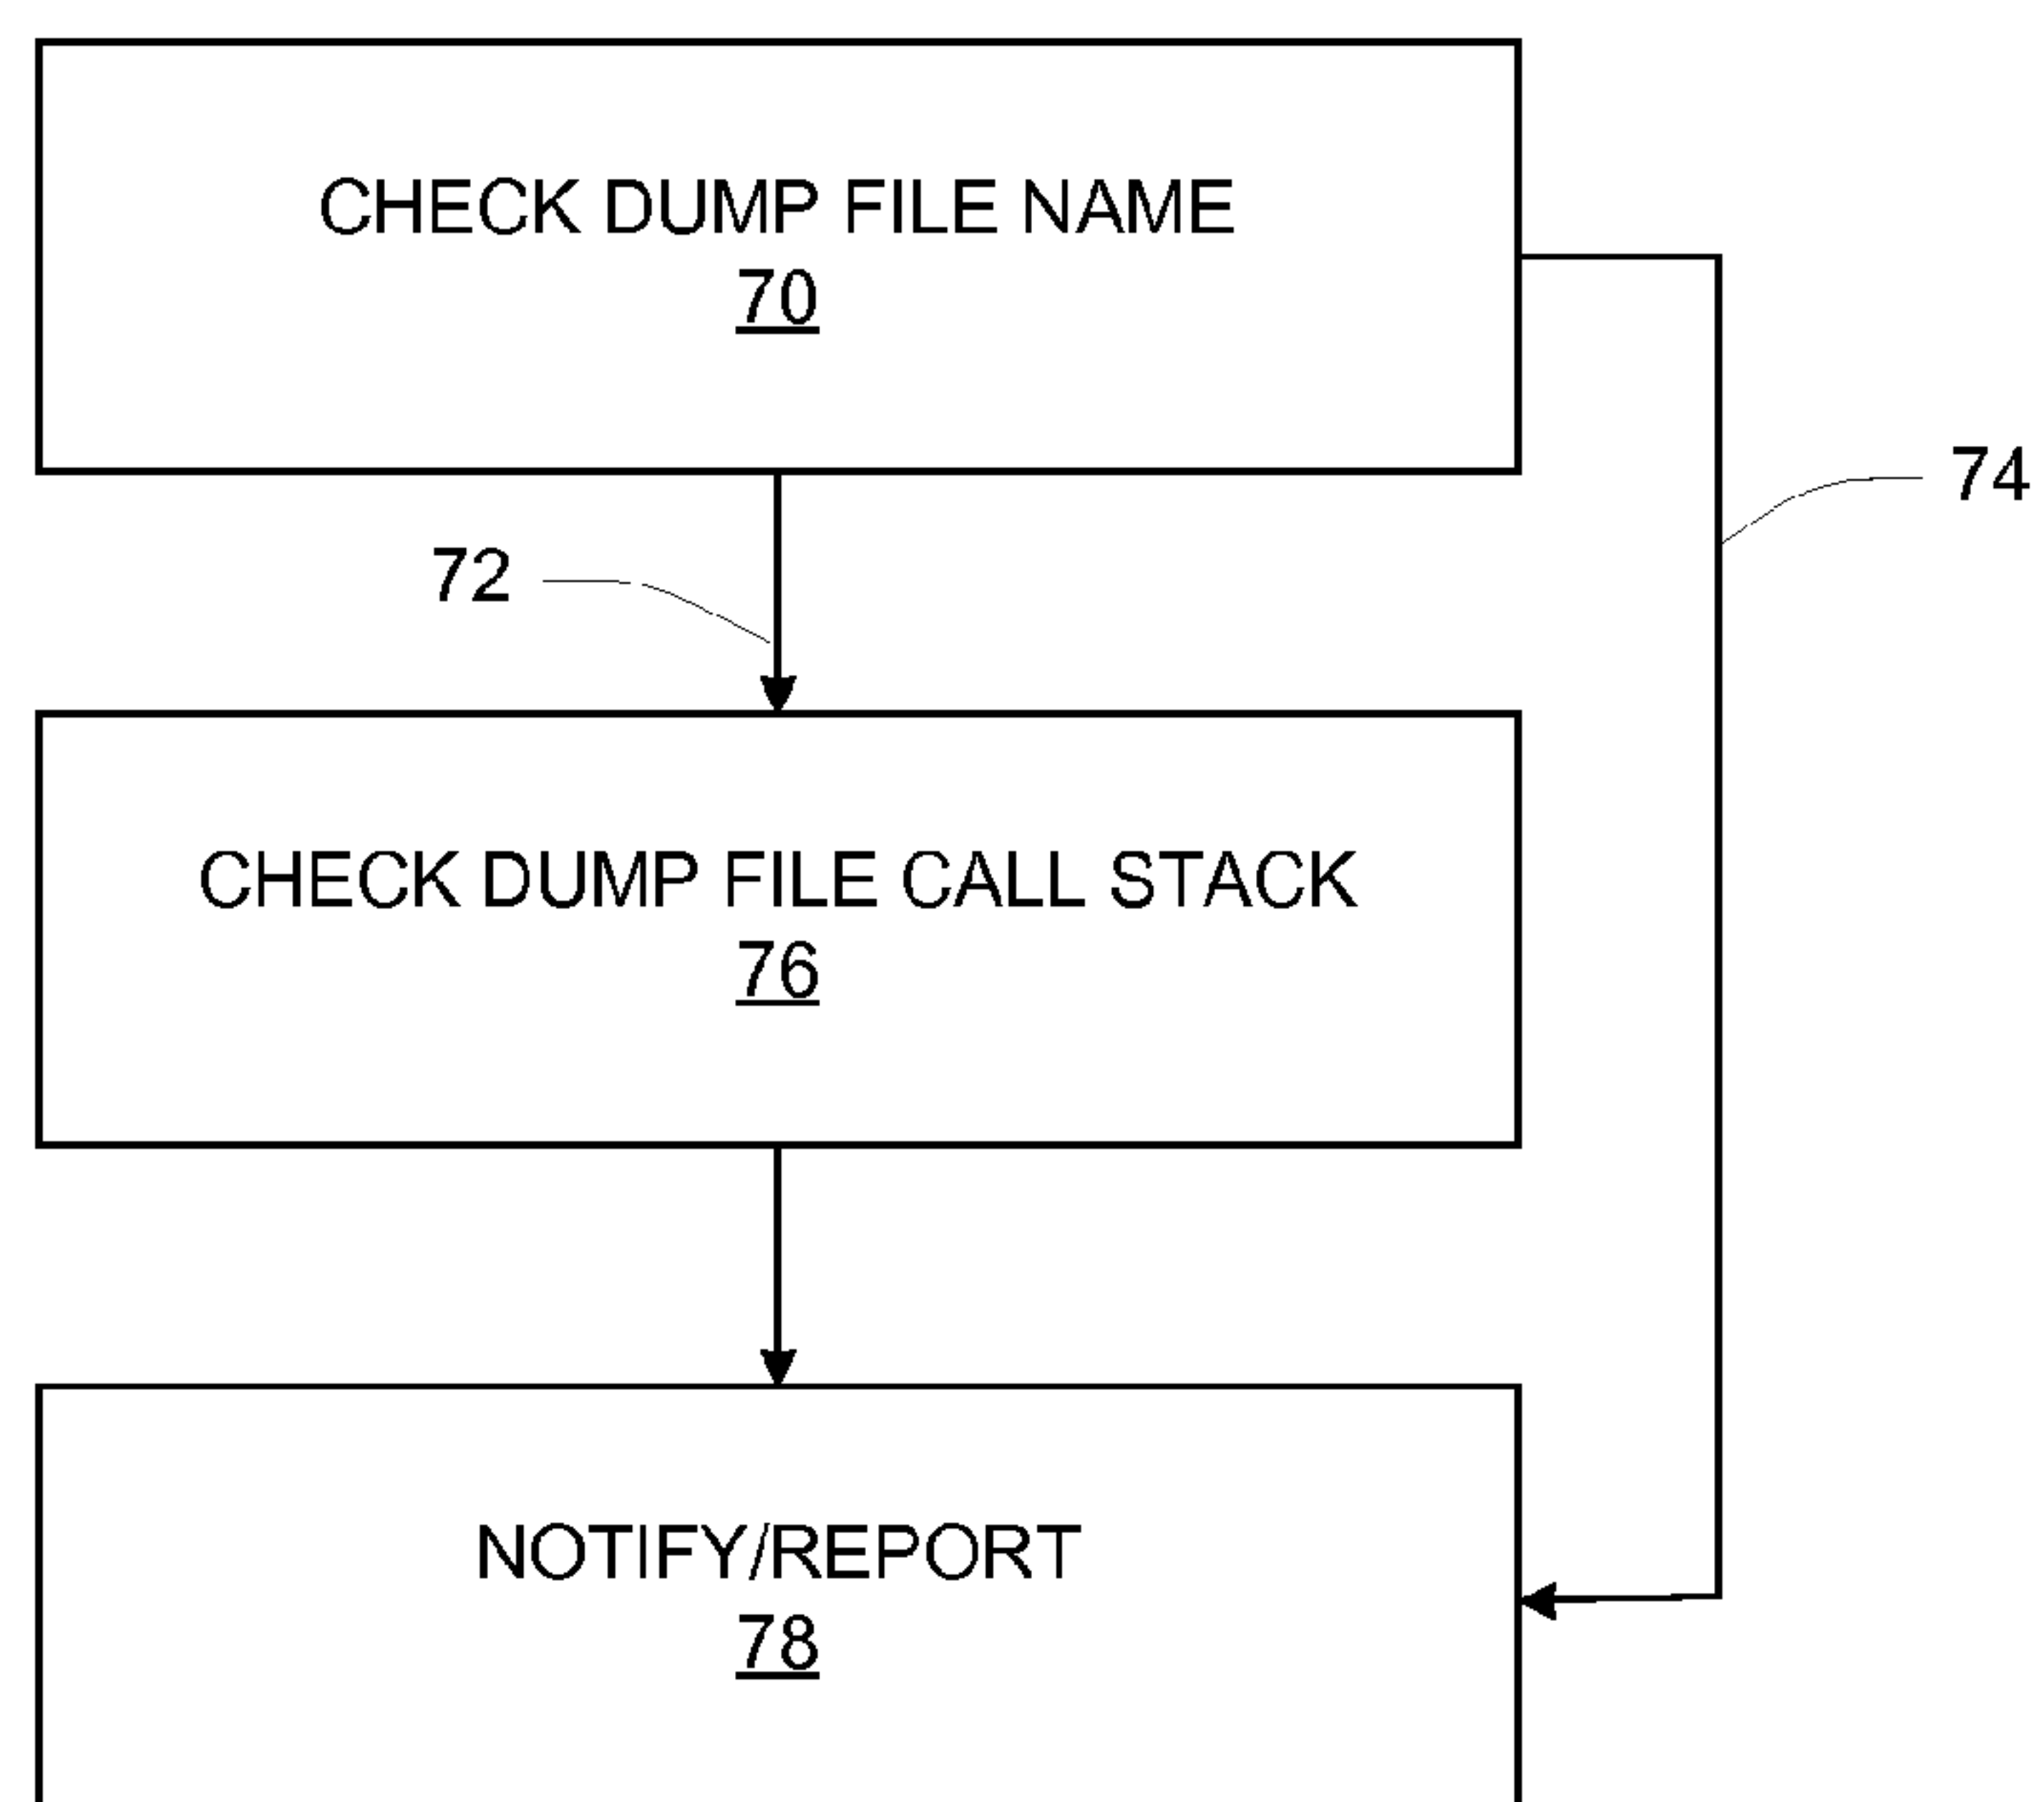 CHECK DUMP FILE NAME
70
74
72
CHECK DUMP FILE CALL STACK
76
NOTIFY/REPORT
78